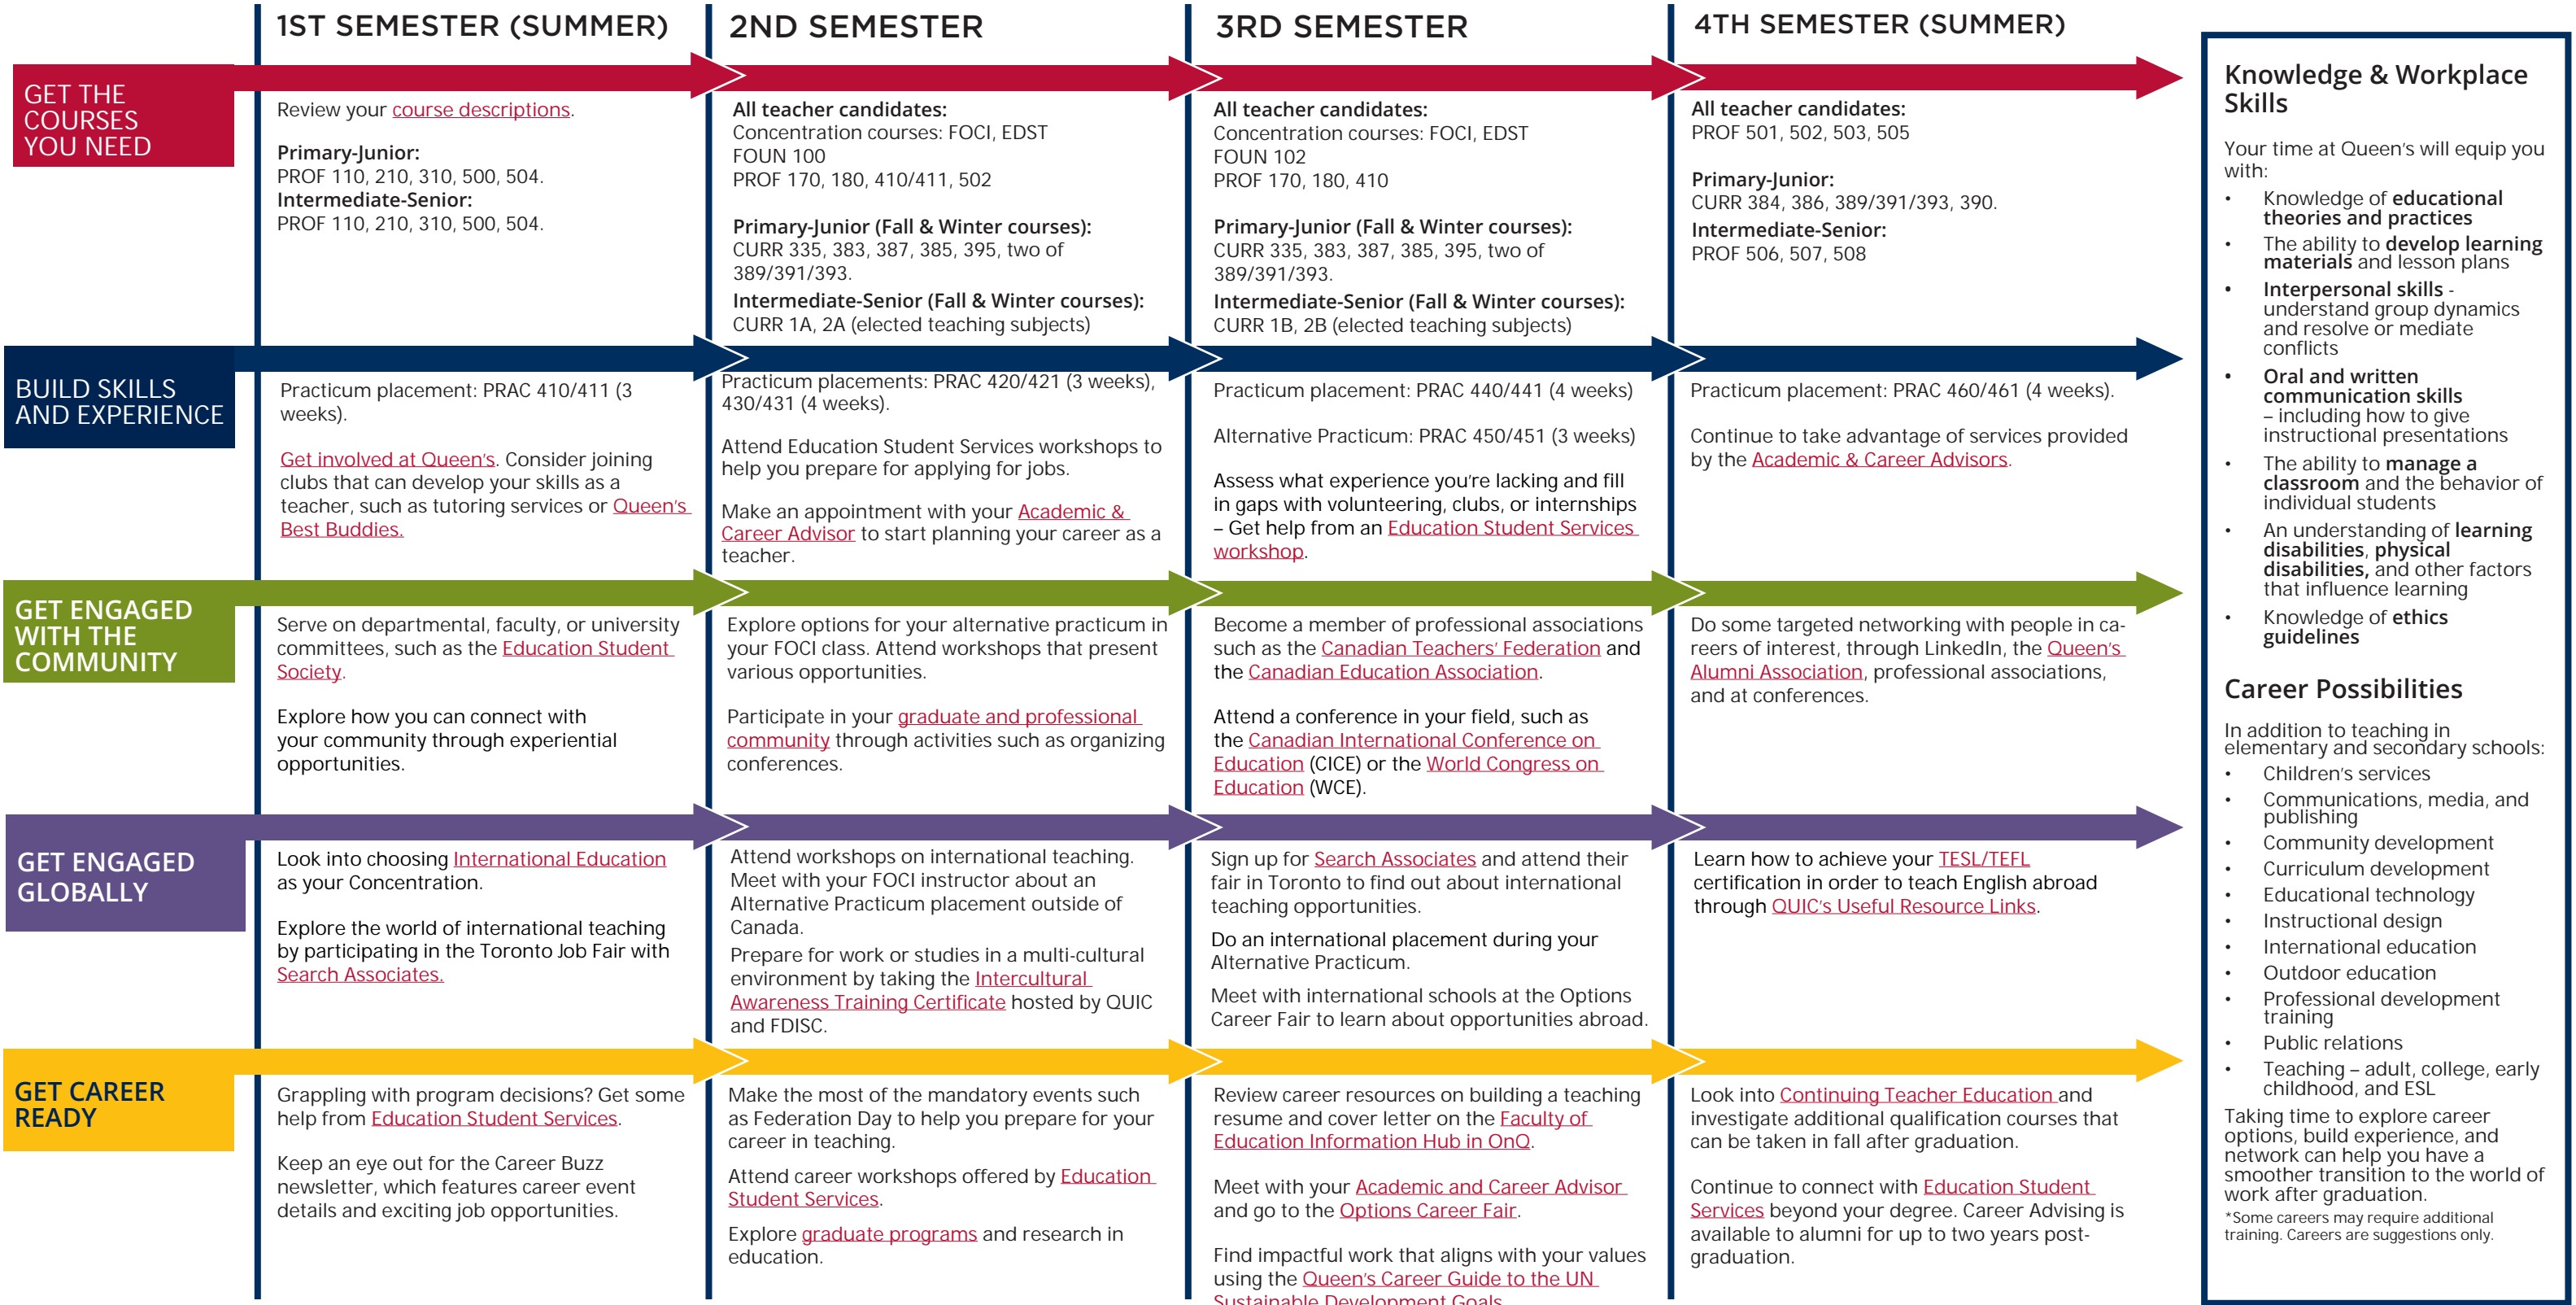 1ST SEMESTER (SUMMER)
2ND SEMESTER
3RD SEMESTER
4TH SEMESTER (SUMMER)
GET THE
COURSES
YOU NEED
Review your course descriptions.
Primary-Junior:
PROF 110, 210, 310, 500, 504.
Intermediate-Senior:
PROF 110, 210, 310, 500, 504.
All teacher candidates:
Concentration courses: FOCI, EDST
FOUN 100
PROF 170, 180, 410/411, 502
Primary-Junior (Fall & Winter courses):
CURR 335, 383, 387, 385, 395, two of
389/391/393.
Intermediate-Senior (Fall & Winter courses):
CURR 1A, 2A (elected teaching subjects)
All teacher candidates:
Concentration courses: FOCI, EDST
FOUN 102
PROF 170, 180, 410
Primary-Junior (Fall & Winter courses):
CURR 335, 383, 387, 385, 395, two of
389/391/393.
Intermediate-Senior (Fall & Winter courses):
CURR 1B, 2B (elected teaching subjects)
All teacher candidates:
PROF 501, 502, 503, 505
Primary-Junior:
CURR 384, 386, 389/391/393, 390.
Intermediate-Senior:
PROF 506, 507, 508
BUILD SKILLS
AND EXPERIENCE
Practicum placement: PRAC 410/411 (3
weeks).
Get involved at Queen's. Consider joining
clubs that can develop your skills as a
teacher, such as tutoring services or Queen's
Best Buddies.
Practicum placements: PRAC 420/421 (3 weeks),
430/431 (4 weeks).
Attend Education Student Services workshops to
help you prepare for applying for jobs.
Make an appointment with your Academic &
Career Advisor to start planning your career as a
teacher.
Practicum placement: PRAC 440/441 (4 weeks)
Alternative Practicum: PRAC 450/451 (3 weeks)
Assess what experience you're lacking and fill
in gaps with volunteering, clubs, or internships
– Get help from an Education Student Services
workshop.
Practicum placement: PRAC 460/461 (4 weeks).
Continue to take advantage of services provided
by the Academic & Career Advisors.
GET ENGAGED
WITH THE
COMMUNITY
Serve on departmental, faculty, or university
committees, such as the Education Student
Society.
Explore how you can connect with
your community through experiential
opportunities.
Explore options for your alternative practicum in
your FOCI class. Attend workshops that present
various opportunities.
Participate in your graduate and professional
community through activities such as organizing
conferences.
Become a member of professional associations
such as the Canadian Teachers' Federation and
the Canadian Education Association.
Attend a conference in your field, such as
the Canadian International Conference on
Education (CICE) or the World Congress on
Education (WCE).
Do some targeted networking with people in ca-
reers of interest, through LinkedIn, the Queen's
Alumni Association, professional associations,
and at conferences.
GET ENGAGED
GLOBALLY
Look into choosing International Education
as your Concentration.
Explore the world of international teaching
by participating in the Toronto Job Fair with
Search Associates.
Attend workshops on international teaching.
Meet with your FOCI instructor about an
Alternative Practicum placement outside of
Canada.
Prepare for work or studies in a multi-cultural
environment by taking the Intercultural
Awareness Training Certificate hosted by QUIC
and FDISC.
Sign up for Search Associates and attend their
fair in Toronto to find out about international
teaching opportunities.
Do an international placement during your
Alternative Practicum.
Meet with international schools at the Options
Career Fair to learn about opportunities abroad.
Learn how to achieve your TESL/TEFL
certification in order to teach English abroad
through QUIC's Useful Resource Links.
GET CAREER
READY
Grappling with program decisions? Get some
help from Education Student Services.
Keep an eye out for the Career Buzz
newsletter, which features career event
details and exciting job opportunities.
Make the most of the mandatory events such
as Federation Day to help you prepare for your
career in teaching.
Attend career workshops offered by Education
Student Services.
Explore graduate programs and research in
education.
Review career resources on building a teaching
resume and cover letter on the Faculty of
Education Information Hub in OnQ.
Meet with your Academic and Career Advisor
and go to the Options Career Fair.
Find impactful work that aligns with your values
using the Queen's Career Guide to the UN
Sustainable Development Goals
Look into Continuing Teacher Education and
investigate additional qualification courses that
can be taken in fall after graduation.
Continue to connect with Education Student
Services beyond your degree. Career Advising is
available to alumni for up to two years post-
graduation.
Knowledge & Workplace
Skills
Your time at Queen's will equip you
with:
• Knowledge of educational
theories and practices
• The ability to develop learning
materials and lesson plans
• Interpersonal skills -
understand group dynamics
and resolve or mediate
conflicts
• Oral and written
communication skills
– including how to give
instructional presentations
• The ability to manage a
classroom and the behavior of
individual students
• An understanding of learning
disabilities, physical
disabilities, and other factors
that influence learning
• Knowledge of ethics
guidelines
Career Possibilities
In addition to teaching in
elementary and secondary schools:
• Children's services
• Communications, media, and
publishing
• Community development
• Curriculum development
• Educational technology
• Instructional design
• International education
• Outdoor education
• Professional development
training
• Public relations
• Teaching – adult, college, early
childhood, and ESL
Taking time to explore career
options, build experience, and
network can help you have a
smoother transition to the world of
work after graduation.
*Some careers may require additional
training. Careers are suggestions only.